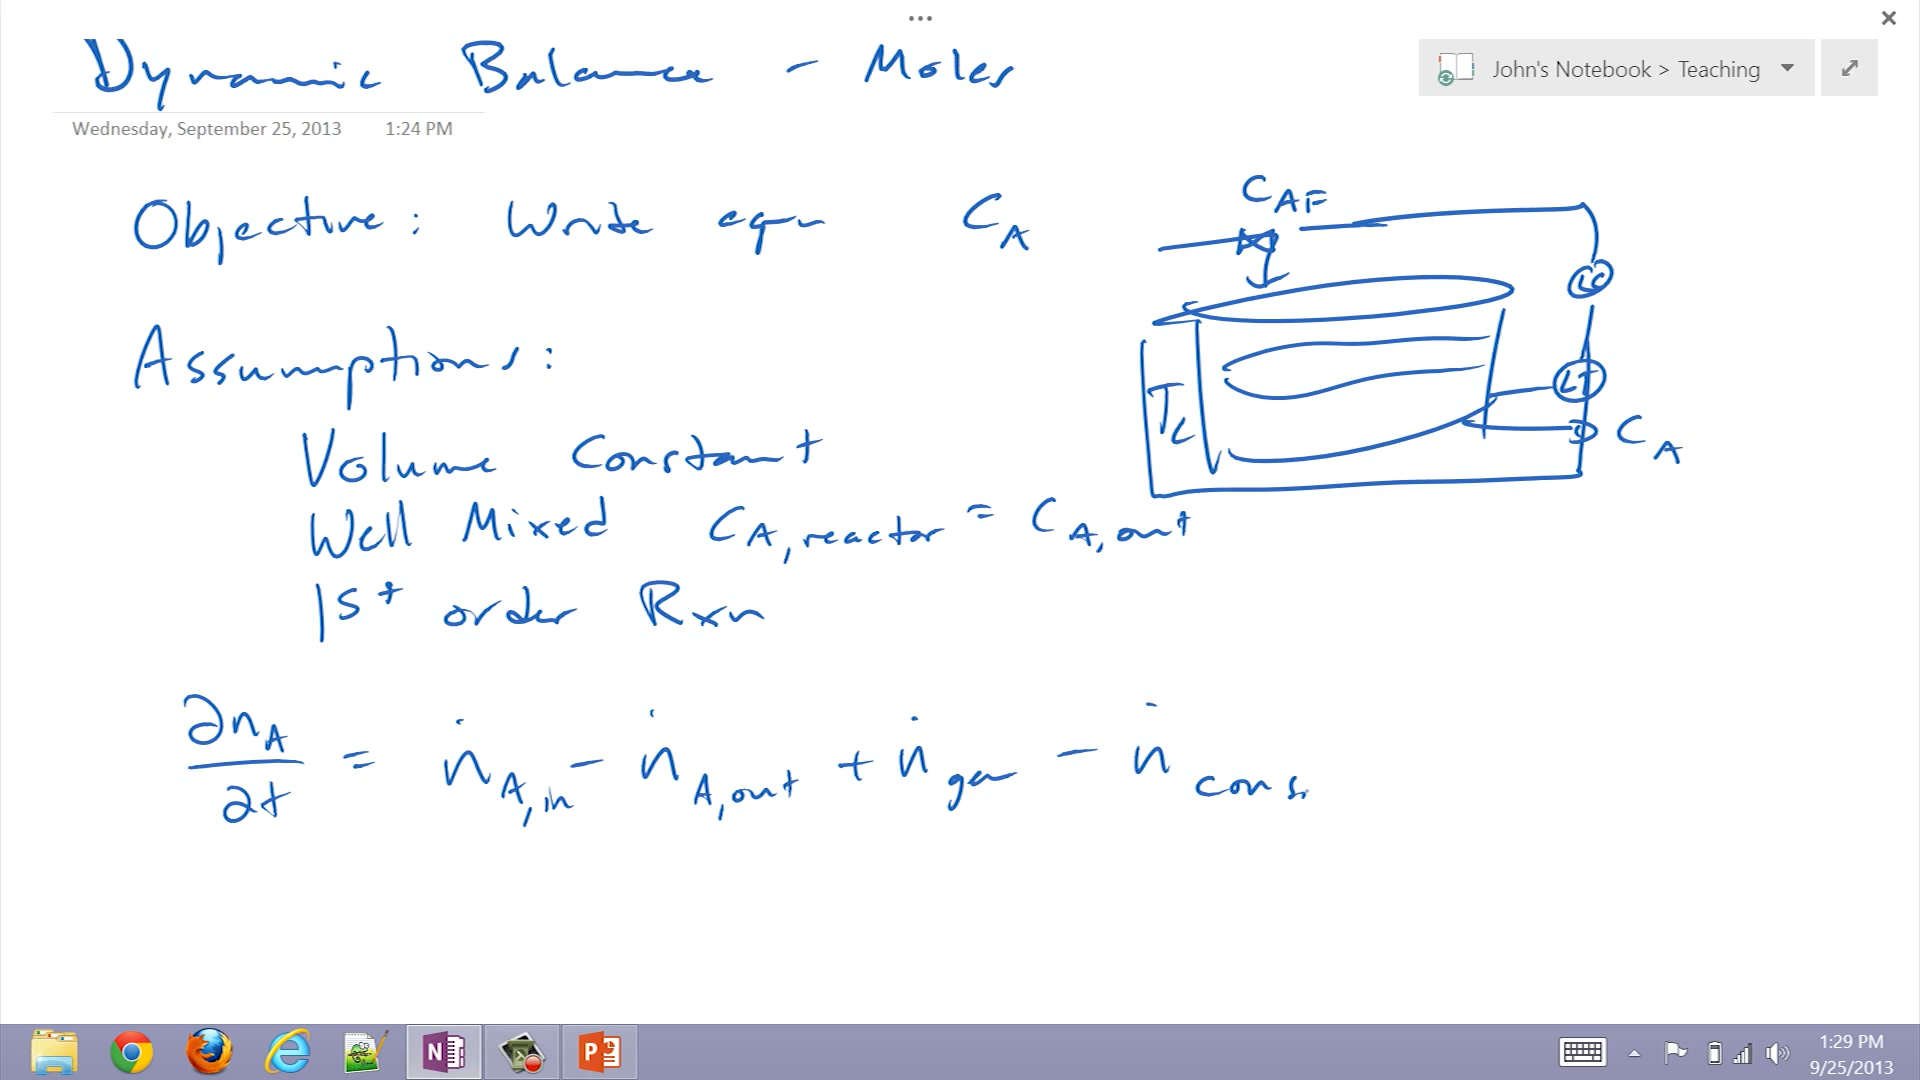 Dynamic Balance - Moles
John's Notebook > Teaching
Wednesday, September 25, 2013 1:24 PM
Objective: Write eqn C_A
C_AF
LC
Assumptions:
LT
T_C
C_A
Volume Constant
Well Mixed C_A,reactor = C_A,out
1st order Rxn
∂n_A/∂t = ṅ_A,in - ṅ_A,out + ṅ_gen - ṅ_cons
N
P
1:29 PM
9/25/2013